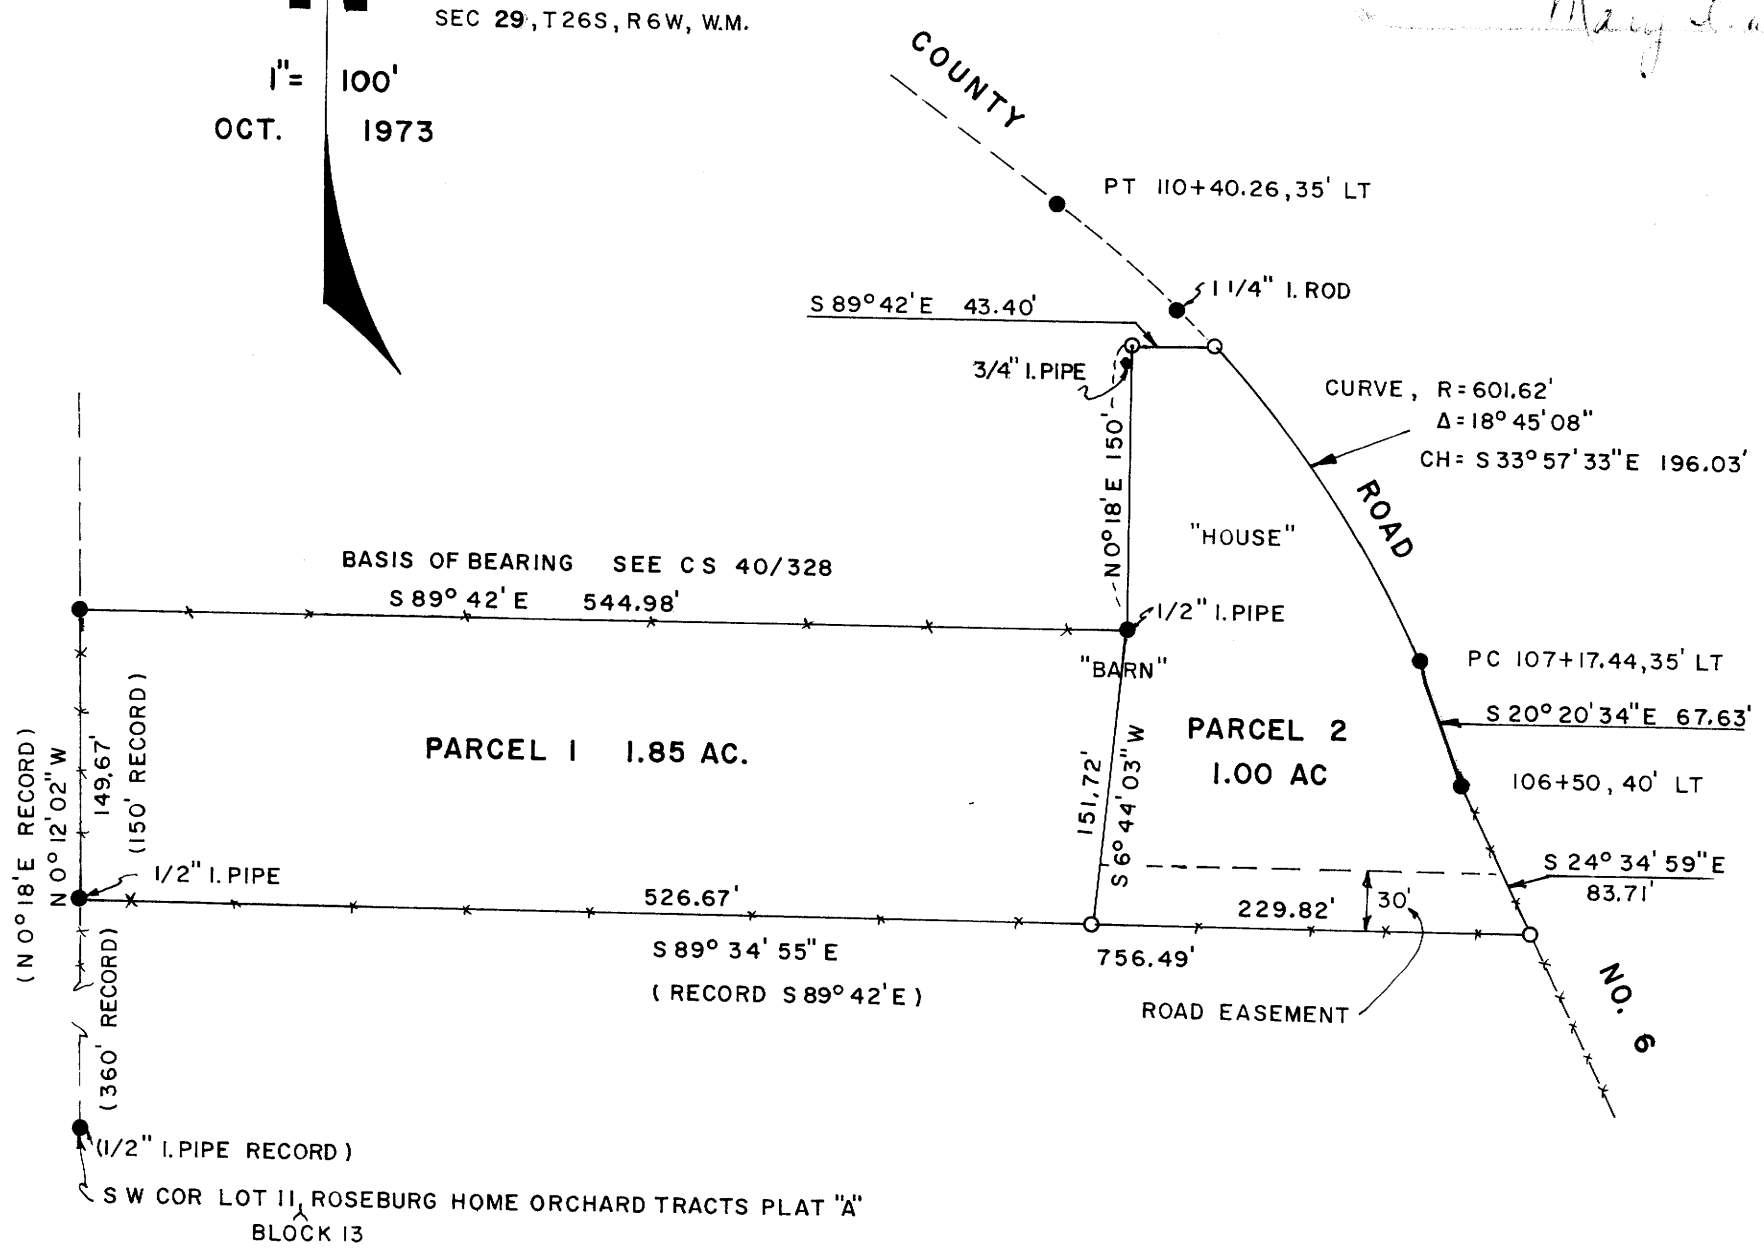 SEC 29, T26S, R6W, W.M.
1"= 100'
OCT. 1973
COUNTY
PT 110+40.26,35' LT
1 1/4" I. ROD
S 89° 42' E 43.40'
3/4" I. PIPE
CURVE, R=601.62'
Δ=18° 45' 08"
CH= S 33° 57' 33" E 196.03'
N 0° 18' E 150'
ROAD
"HOUSE"
BASIS OF BEARING SEE CS 40/328
S 89° 42' E 544.98'
1/2" I. PIPE
"BARN"
PC 107+17.44,35' LT
S 20° 20' 34" E 67.63'
PARCEL 1 1.85 AC.
PARCEL 2
1.00 AC
106+50, 40' LT
(N 0° 18' E RECORD)
N 0° 12' 02" W
149.67'
(150' RECORD)
151.72'
S 6° 44' 03" W
S 24° 34' 59" E
83.71'
1/2" I. PIPE
526.67'
229.82'
30'
S 89° 34' 55" E
756.49'
(RECORD S 89° 42' E)
ROAD EASEMENT
NO. 6
(360' RECORD)
(1/2" I. PIPE RECORD)
S W COR LOT 11, ROSEBURG HOME ORCHARD TRACTS PLAT "A"
BLOCK 13